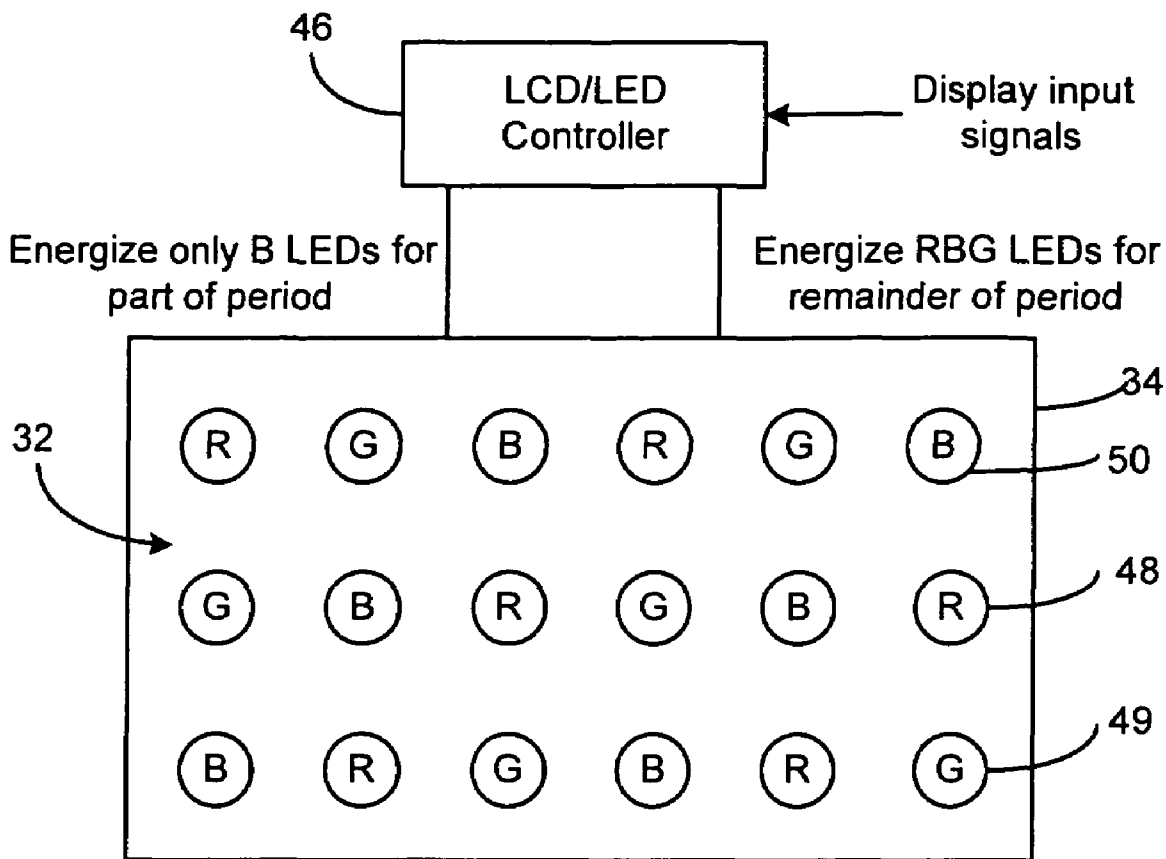 46
LCD/LED
Controller
Display input
signals
Energize only B LEDs for
part of period
Energize RBG LEDs for
remainder of period
34
32
R G B R G B
50
G B R G B R
48
B R G B R G
49